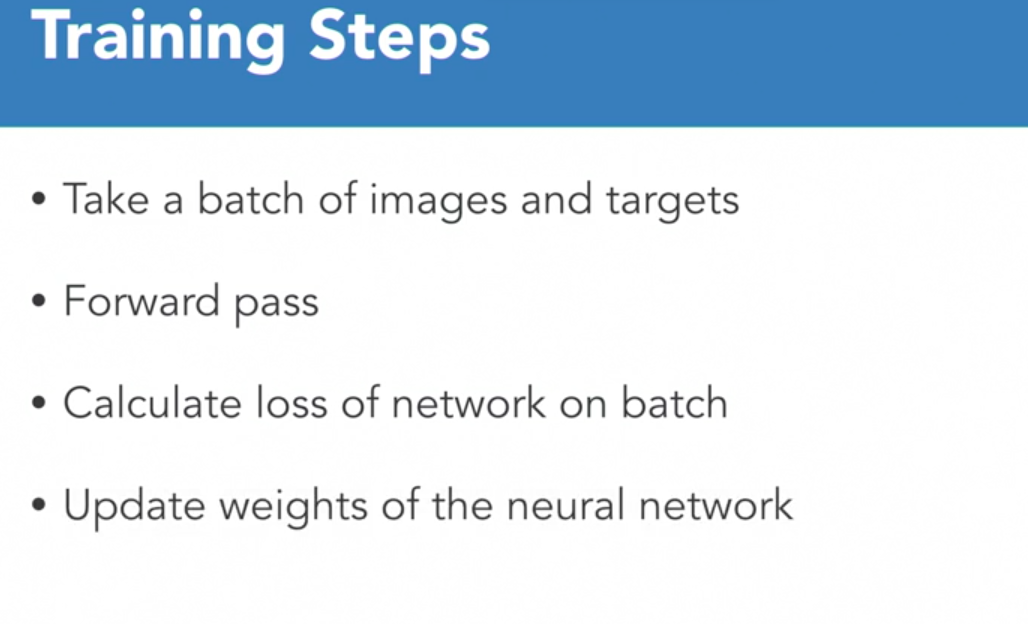 Training Steps
• Take a batch of images and targets
• Forward pass
• Calculate loss of network on batch
• Update weights of the neural network